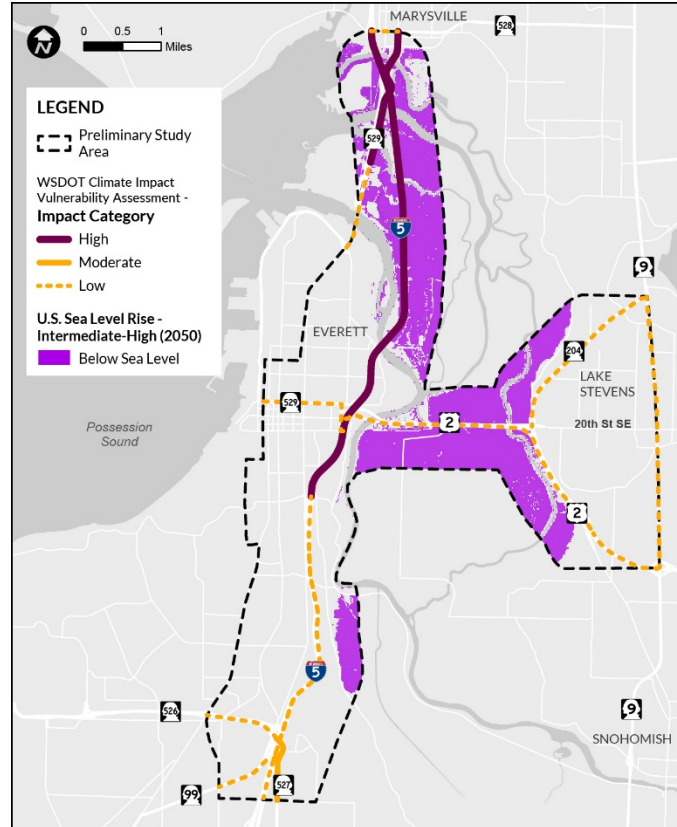 MARYSVILLE
528
N
0 0.5 1
Miles
LEGEND
Preliminary Study
Area
WSDOT Climate Impact
Vulnerability Assessment -
Impact Category
High
Moderate
Low
U.S. Sea Level Rise -
Intermediate-High (2050)
Below Sea Level
529
5
9
EVERETT
204
LAKE
STEVENS
529
2
20th St SE
Possession
Sound
2
5
526
9
SNOHOMISH
99
527